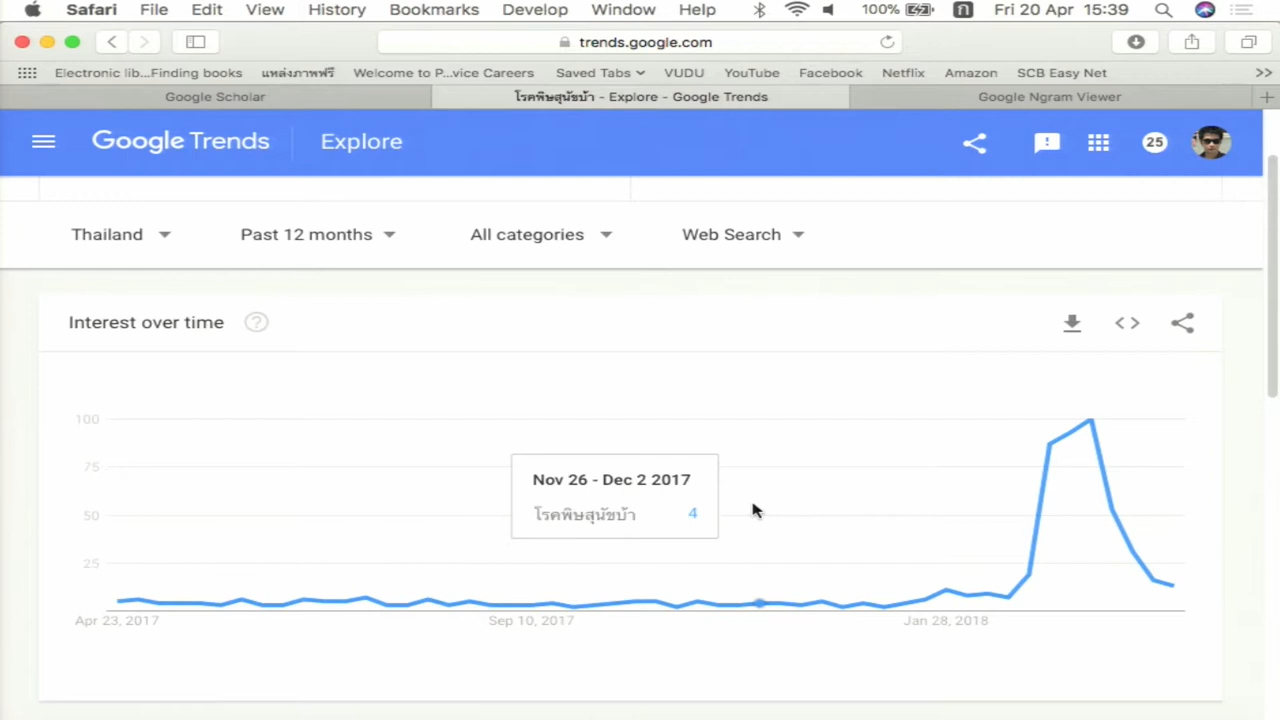 Safari File Edit View History Bookmarks Develop Window Help 100% ก Fri 20 Apr 15:39
trends.google.com
Electronic lib...Finding books แหล่งภาพฟรี Welcome to P...vice Careers Saved Tabs VUDU YouTube Facebook Netflix Amazon SCB Easy Net >>
Google Scholar โรคพิษสุนัขบ้า - Explore - Google Trends Google Ngram Viewer +
Google Trends Explore 25
Thailand Past 12 months All categories Web Search
Interest over time ?
100
75
50
25
Nov 26 - Dec 2 2017
โรคพิษสุนัขบ้า 4
Apr 23, 2017 Sep 10, 2017 Jan 28, 2018